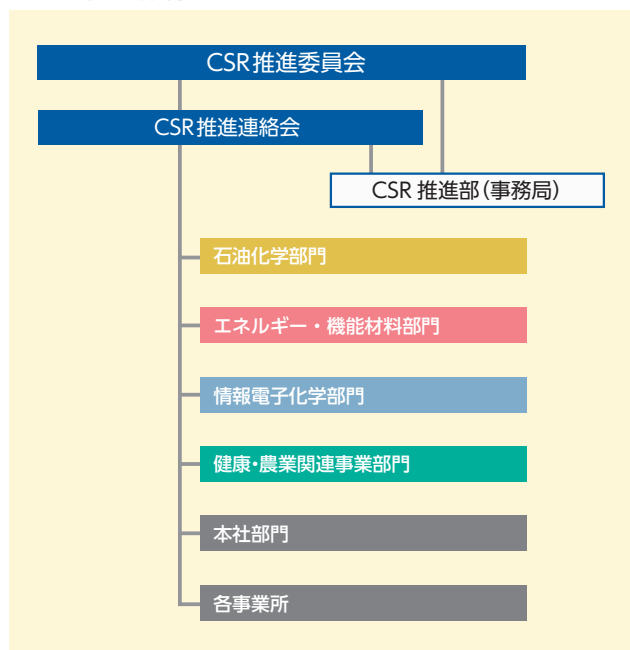 CSR推進委員会
CSR推進連絡会
CSR 推進部(事務局)
石油化学部門
エネルギー・機能材料部門
情報電子化学部門
健康・農業関連事業部門
本社部門
各事業所